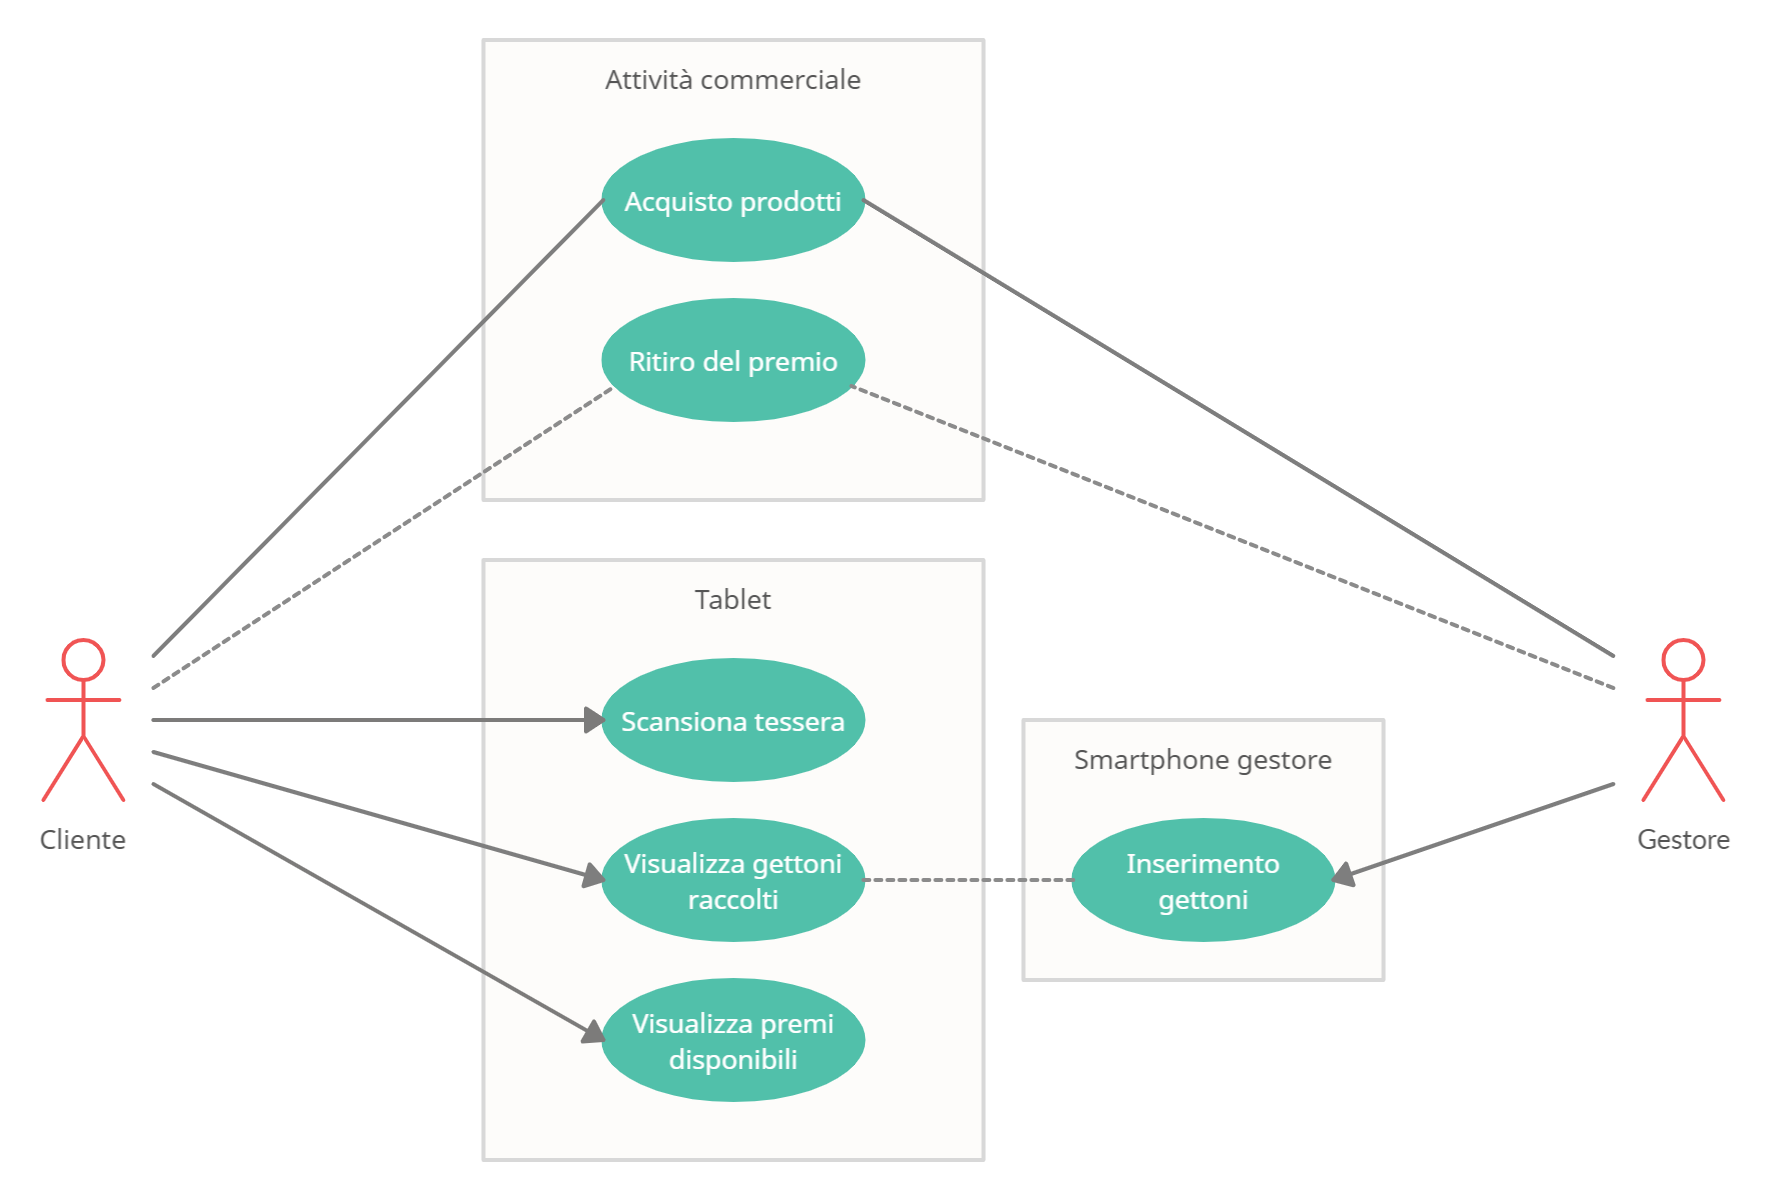 Attività commerciale
Acquisto prodotti
Ritiro del premio
Tablet
Scansiona tessera
Visualizza gettoni
raccolti
Visualizza premi
disponibili
Smartphone gestore
Inserimento
gettoni
Cliente
Gestore